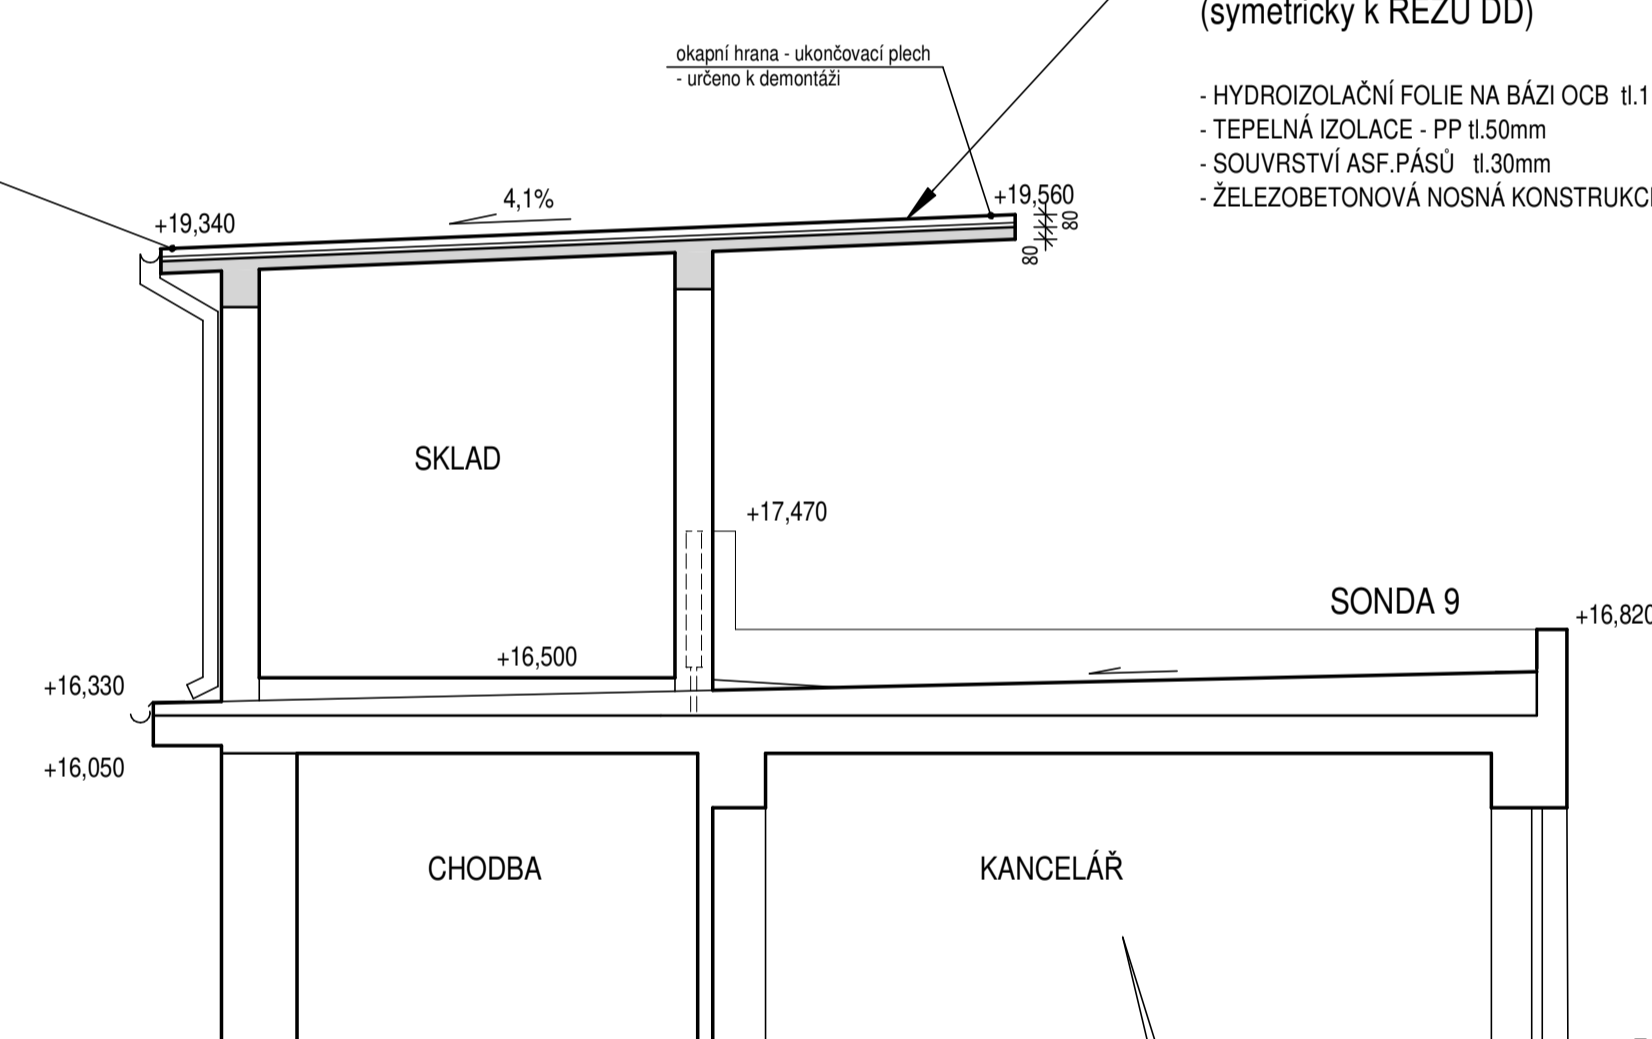 (symetricky k ŘEZU DD)
okapní hrana - ukončovací plech
- určeno k demontáži
- HYDROIZOLAČNÍ FOLIE NA BÁZI OCB tl.1
- TEPELNÁ IZOLACE - PP tl.50mm
- SOUVRSTVÍ ASF.PÁSŮ tl.30mm
- ŽELEZOBETONOVÁ NOSNÁ KONSTRUKC
4,1%
+19,560
+19,340
80
80
SKLAD
+17,470
SONDA 9
+16,820
+16,500
+16,330
+16,050
CHODBA
KANCELÁŘ